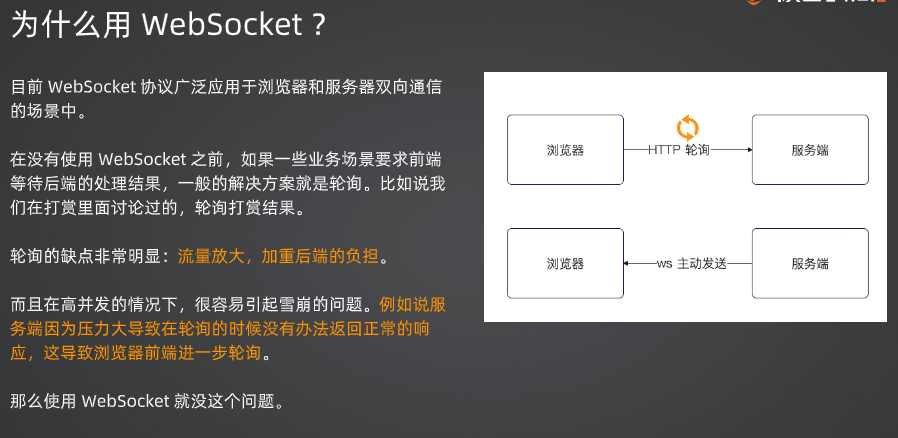 为什么用 WebSocket ?
目前 WebSocket 协议广泛应用于浏览器和服务器双向通信
的场景中。
在没有使用 WebSocket 之前，如果一些业务场景要求前端
等待后端的处理结果，一般的解决方案就是轮询。比如说我
们在打赏里面讨论过的，轮询打赏结果。
轮询的缺点非常明显：流量放大，加重后端的负担。
而且在高并发的情况下，很容易引起雪崩的问题。例如说服
务端因为压力大导致在轮询的时候没有办法返回正常的响
应，这导致浏览器前端进一步轮询。
那么使用 WebSocket 就没这个问题。
浏览器
HTTP 轮询
服务端
浏览器
ws 主动发送
服务端